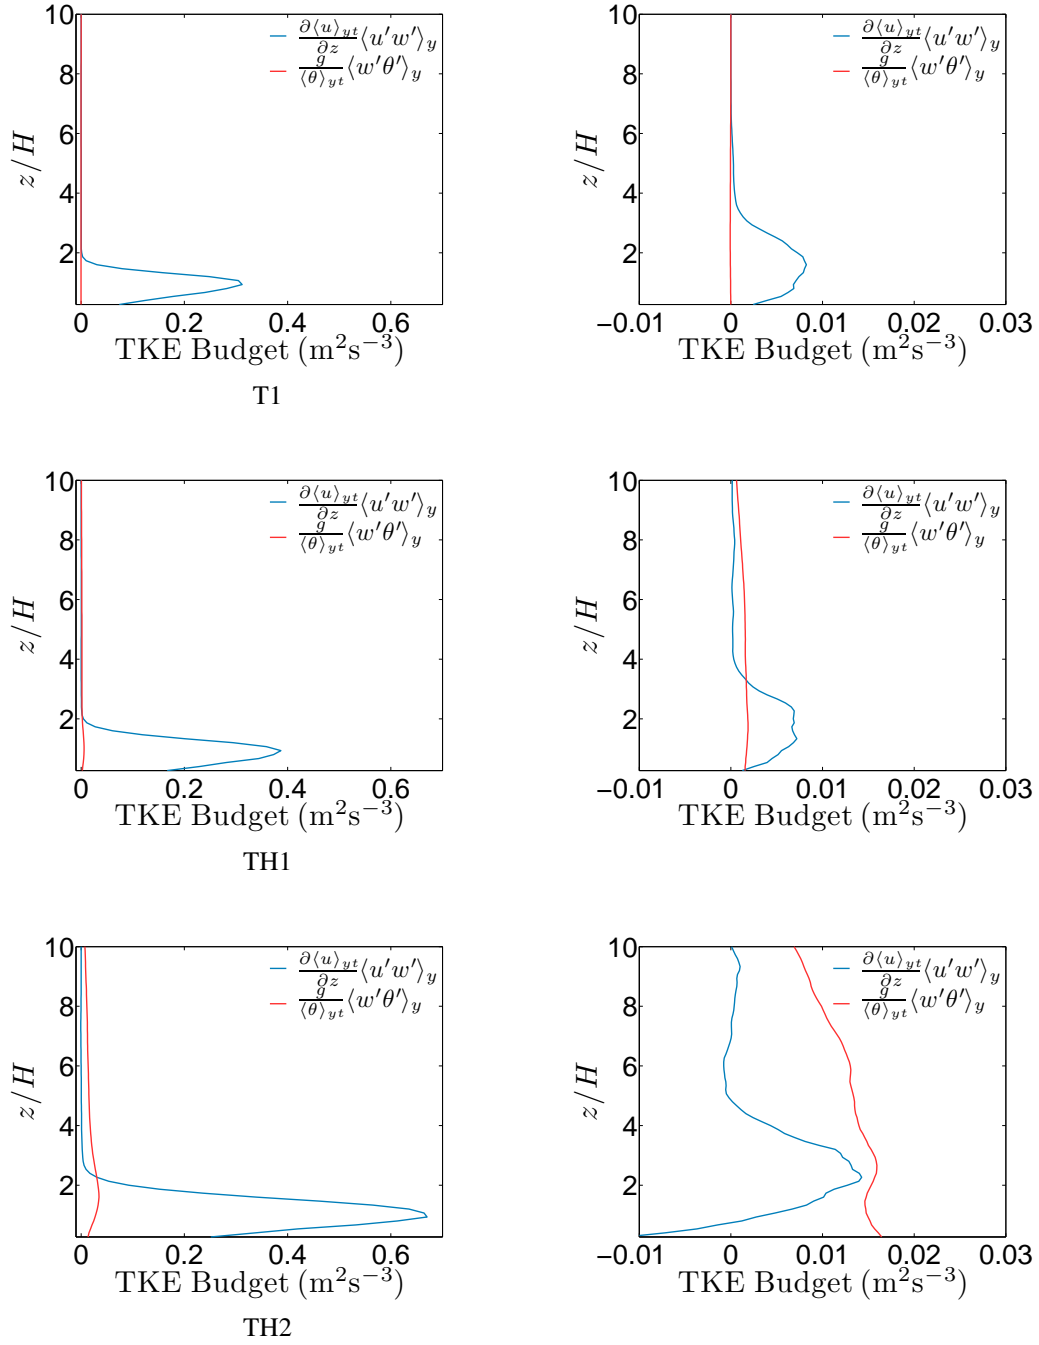 10
8
6
4
2
z/H
∂⟨u⟩yt/∂z ⟨u′w′⟩y
g/⟨θ⟩yt ⟨w′θ′⟩y
0 0.2 0.4 0.6
TKE Budget (m²s⁻³)
10
8
6
4
2
z/H
∂⟨u⟩yt/∂z ⟨u′w′⟩y
g/⟨θ⟩yt ⟨w′θ′⟩y
−0.01 0 0.01 0.02 0.03
TKE Budget (m²s⁻³)
T1
10
8
6
4
2
z/H
∂⟨u⟩yt/∂z ⟨u′w′⟩y
g/⟨θ⟩yt ⟨w′θ′⟩y
0 0.2 0.4 0.6
TKE Budget (m²s⁻³)
10
8
6
4
2
z/H
∂⟨u⟩yt/∂z ⟨u′w′⟩y
g/⟨θ⟩yt ⟨w′θ′⟩y
−0.01 0 0.01 0.02 0.03
TKE Budget (m²s⁻³)
TH1
10
8
6
4
2
z/H
∂⟨u⟩yt/∂z ⟨u′w′⟩y
g/⟨θ⟩yt ⟨w′θ′⟩y
0 0.2 0.4 0.6
TKE Budget (m²s⁻³)
10
8
6
4
2
z/H
∂⟨u⟩yt/∂z ⟨u′w′⟩y
g/⟨θ⟩yt ⟨w′θ′⟩y
−0.01 0 0.01 0.02 0.03
TKE Budget (m²s⁻³)
TH2